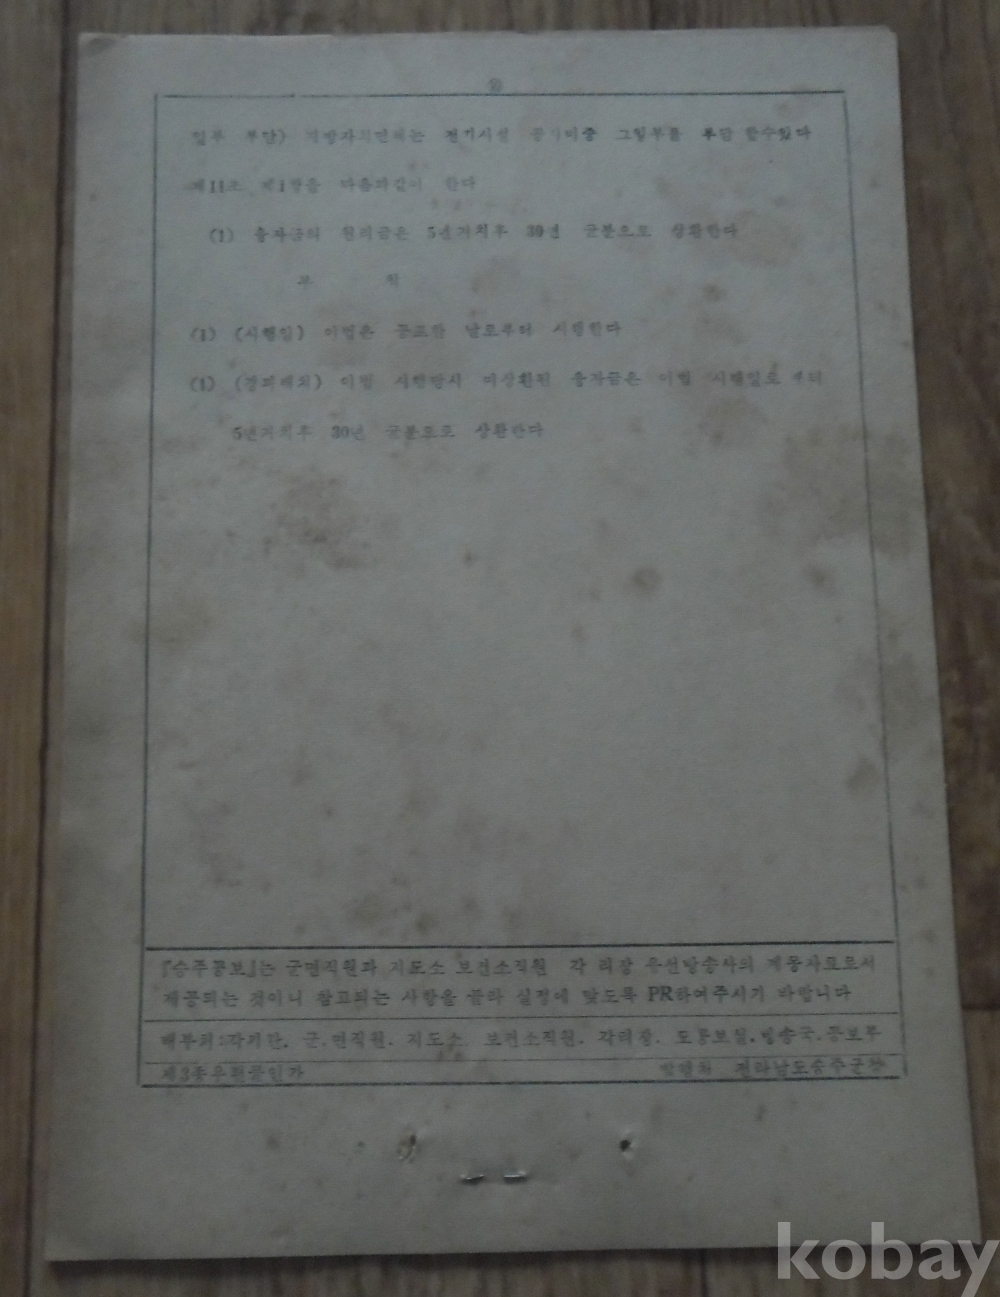 일부 부담) 지방자치단체는 전기시설 공사비중 그일부를 부담 할수있다
제11조 제1항을 다음과같이 한다
(1) 융자금의 원리금은 5년거치후 30년 균분으로 상환한다
부 칙
(1) (시행일) 이법은 공포한 날로부터 시행한다
(1) (경과예외) 이법 시행당시 미상환된 융자금은 이법 시행일로 부터
5년거치후 30년 균분으로 상환한다
『승주공보』는 군면직원과 지도소 보건소직원 각 리장 유선방송사의 계몽자료로서
제공되는 것이니 참고되는 사항을 골라 실정에 맞도록 PR하여주시기 바랍니다
배부처:각기관. 군.면직원. 지도소 보건소직원. 각리장. 도공보실.방송국.공보부
제3종우편물인가 발행처 전라남도승주군청
kobay